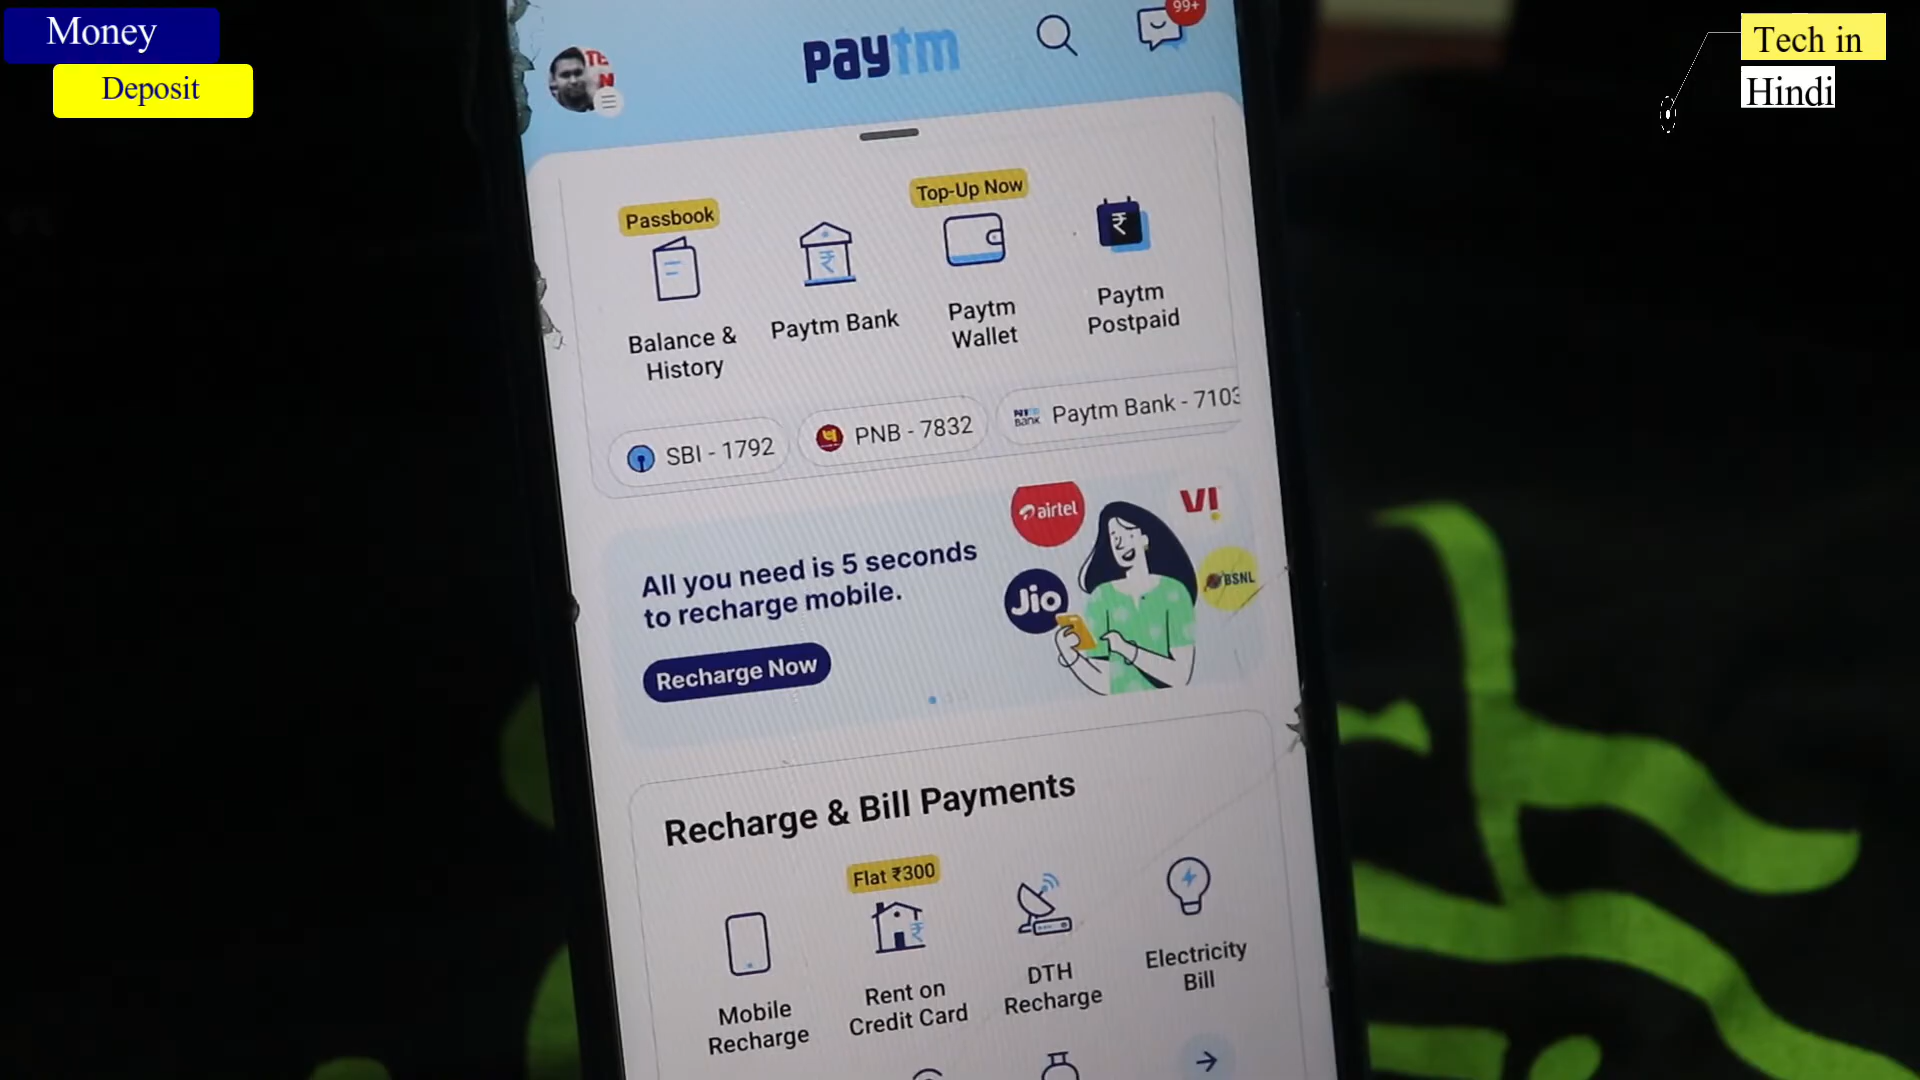 Money
Deposit
Tech in
Hindi
paytm
99+
Passbook
Top-Up Now
Balance &
History
Paytm Bank
Paytm
Wallet
Paytm
Postpaid
SBI - 1792
PNB - 7832
Paytm Bank - 7103
airtel
VI
Jio
BSNL
All you need is 5 seconds
to recharge mobile.
Recharge Now
Recharge & Bill Payments
Flat ₹300
Mobile
Recharge
Rent on
Credit Card
DTH
Recharge
Electricity
Bill